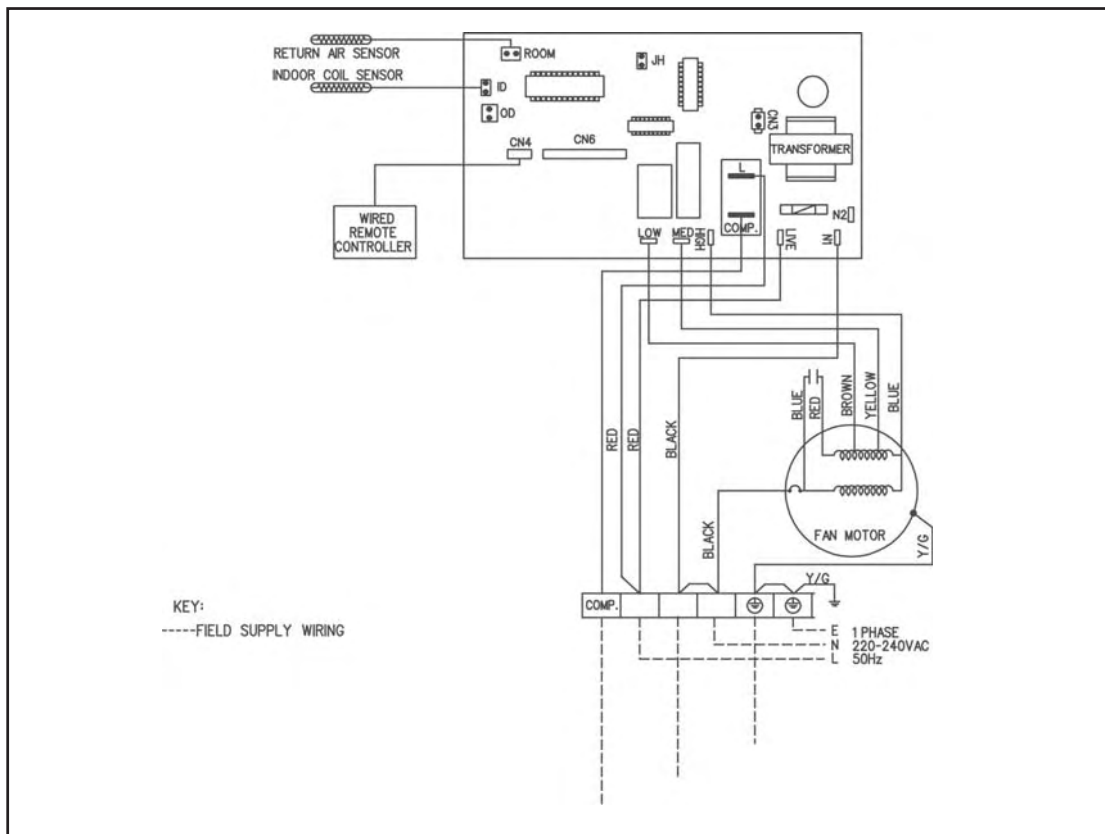 RETURN AIR SENSOR
ROOM
JH
INDOOR COIL SENSOR
ID
OD
CN3
CN4
CN6
TRANSFORMER
L
WIRED
REMOTE
CONTROLLER
N2
LOW
MED
HIGH
COMP.
LIVE
N1
BLUE
RED
BROWN
YELLOW
BLUE
RED
RED
BLACK
BLACK
FAN MOTOR
Y/G
Y/G
COMP.
KEY:
FIELD SUPPLY WIRING
E 1 PHASE
N 220-240VAC
L 50Hz